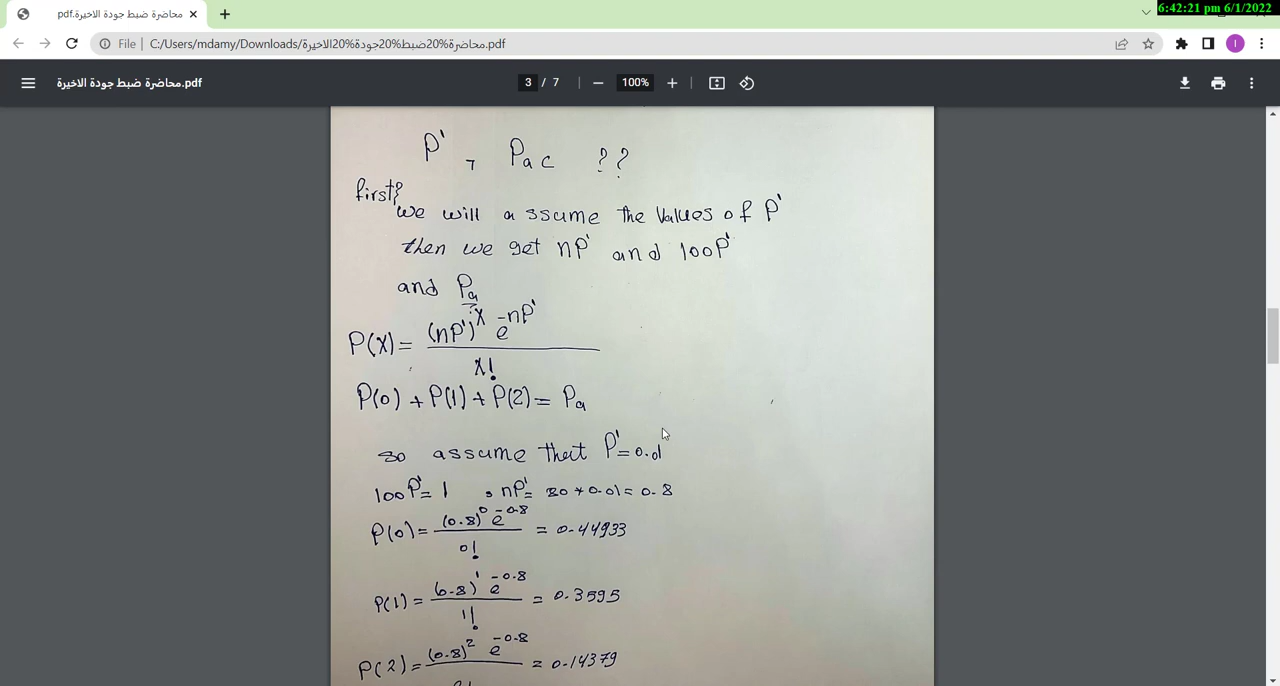 محاضرة ضبط جودة الاخيرة.pdf
6:42:21 pm 6/1/2022
File | C:/Users/mdamy/Downloads/محاضرة%20ضبط%20جودة%20الاخيرة.pdf
محاضرة ضبط جودة الاخيرة.pdf
3 / 7
100%
P' , Pac ??
first?
we will assume the values of P'
then we get nP' and 100P'
and Pa
P(X) = (nP')^X e^-nP' / X!
P(0) + P(1) + P(2) = Pa
so assume that P' = 0.01
100P' = 1 , nP' = 80 * 0.01 = 0.8
P(0) = (0.8)^0 e^-0.8 / 0! = 0.44933
P(1) = (0.8)^1 e^-0.8 / 1! = 0.3595
P(2) = (0.8)^2 e^-0.8 = 0.14379